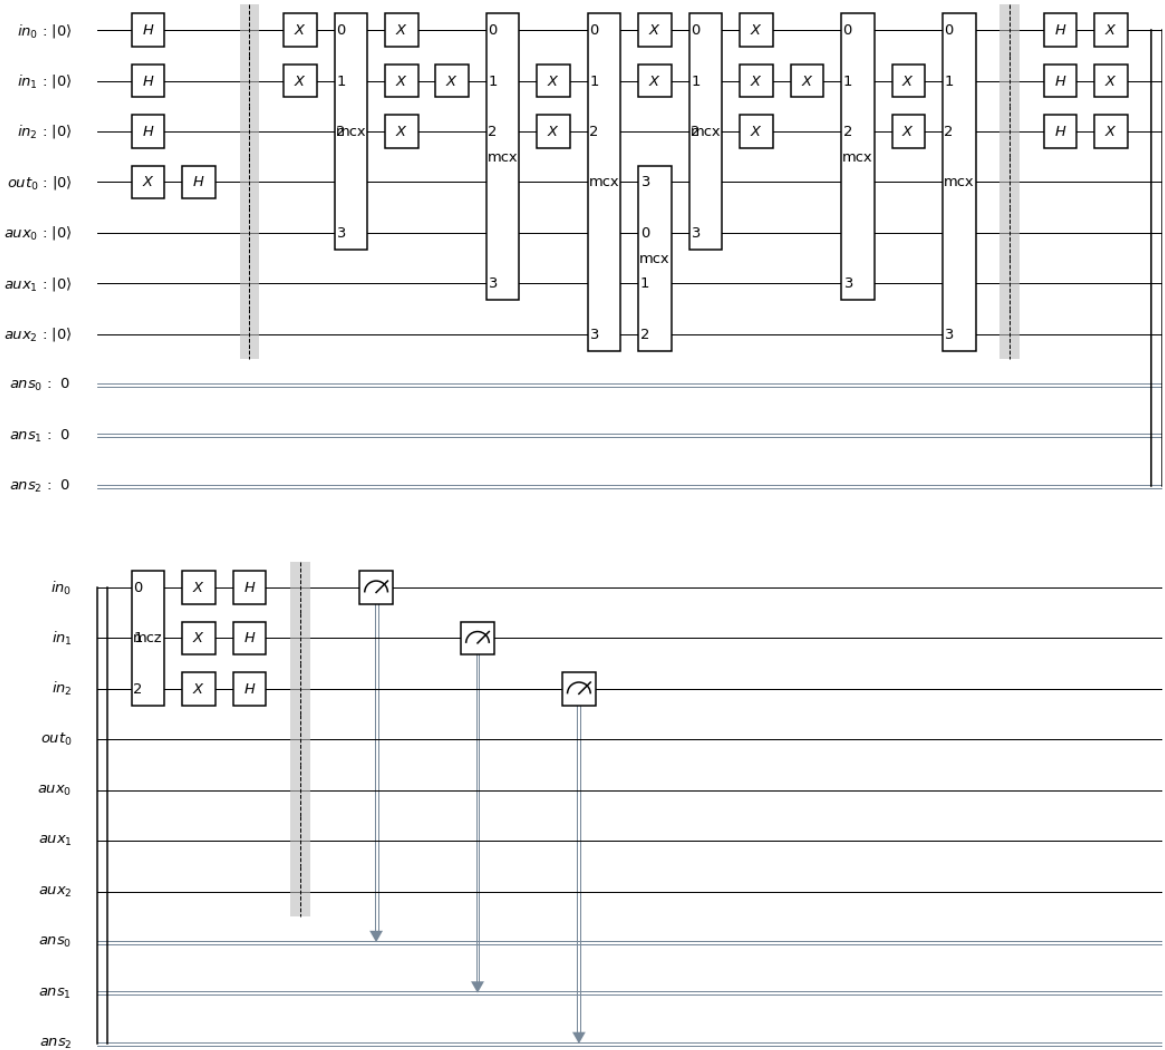 in₀ : |0⟩ H X 0 X 0 0 X 0 X 0 0 H X
in₁ : |0⟩ H X 1 X X 1 X 1 X 1 X X 1 X 1 H X
in₂ : |0⟩ H 2 mcx X 2 X 2 2 mcx X 2 X 2 H X
mcx mcx
out₀ : |0⟩ X H mcx 3 mcx
aux₀ : |0⟩ 3 0 3
mcx
aux₁ : |0⟩ 3 1 3
aux₂ : |0⟩ 3 2 3
ans₀ : 0
ans₁ : 0
ans₂ : 0
in₀ 0 X H
in₁ 1 mcz X H
in₂ 2 X H
out₀
aux₀
aux₁
aux₂
ans₀
ans₁
ans₂